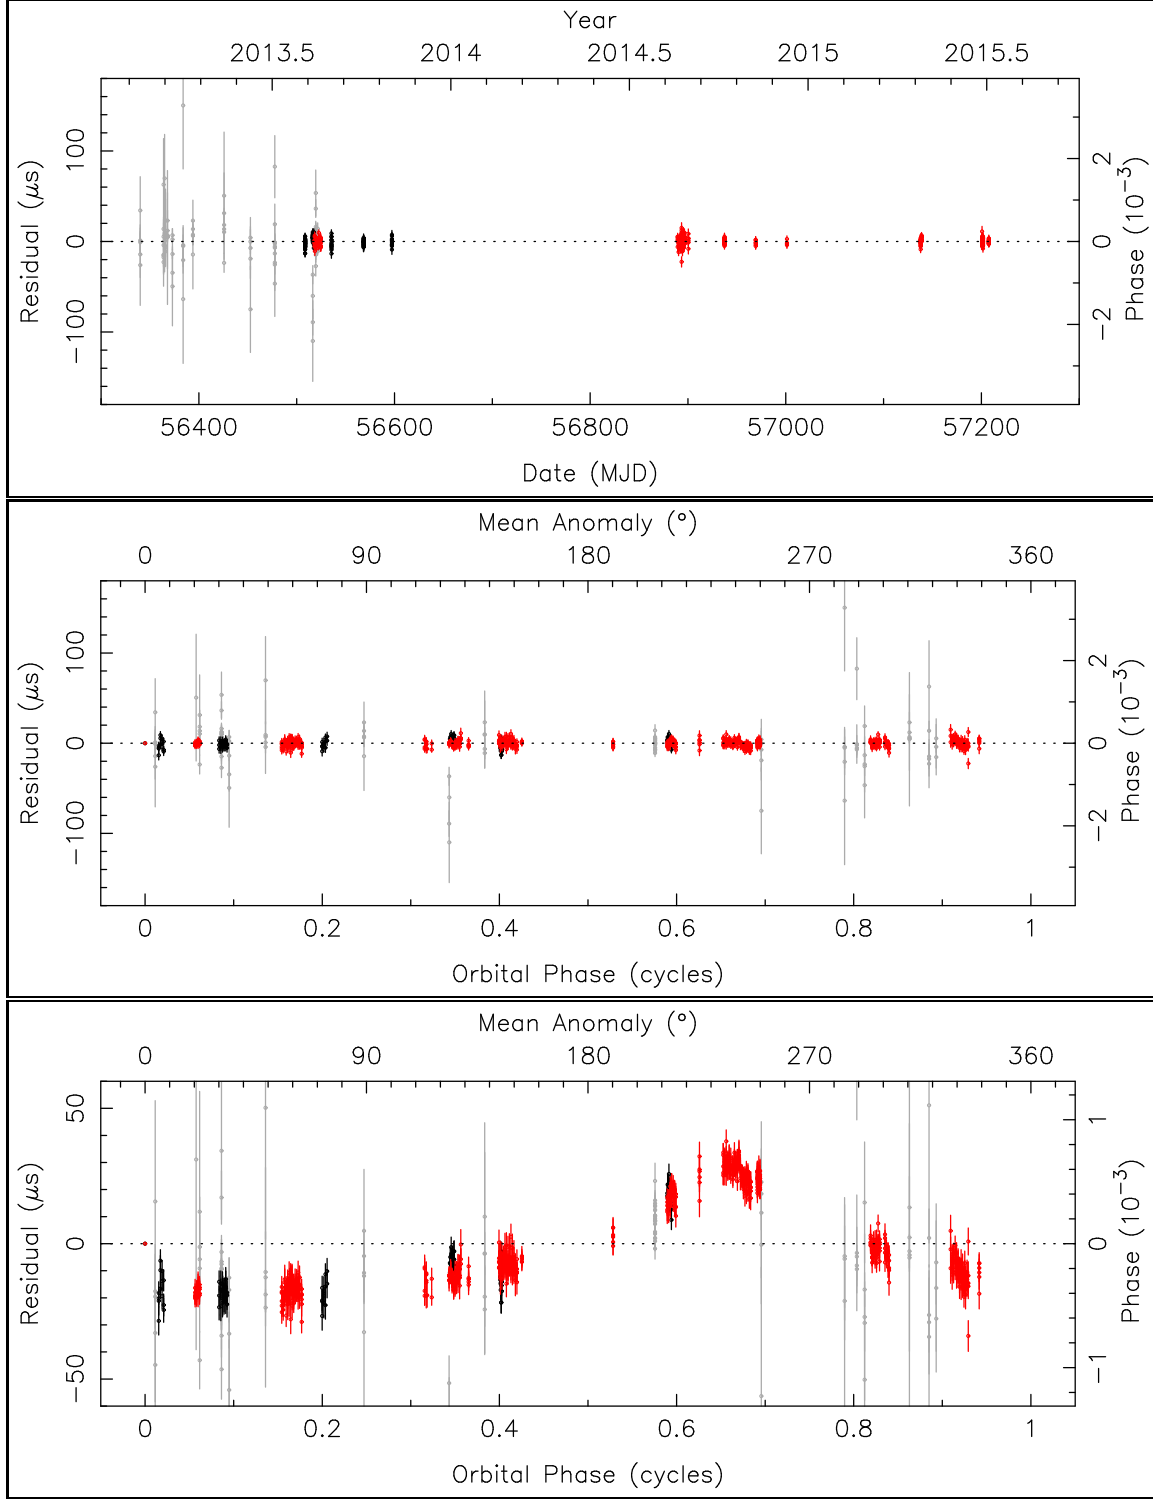 Year
2013.5 2014 2014.5 2015 2015.5
Residual (μs)
100
0
−100
2
0
−2
Phase (10⁻³)
56400 56600 56800 57000 57200
Date (MJD)
Mean Anomaly (°)
0 90 180 270 360
Residual (μs)
100
0
−100
2
0
−2
Phase (10⁻³)
0 0.2 0.4 0.6 0.8 1
Orbital Phase (cycles)
Mean Anomaly (°)
0 90 180 270 360
Residual (μs)
50
0
−50
1
0
−1
Phase (10⁻³)
0 0.2 0.4 0.6 0.8 1
Orbital Phase (cycles)